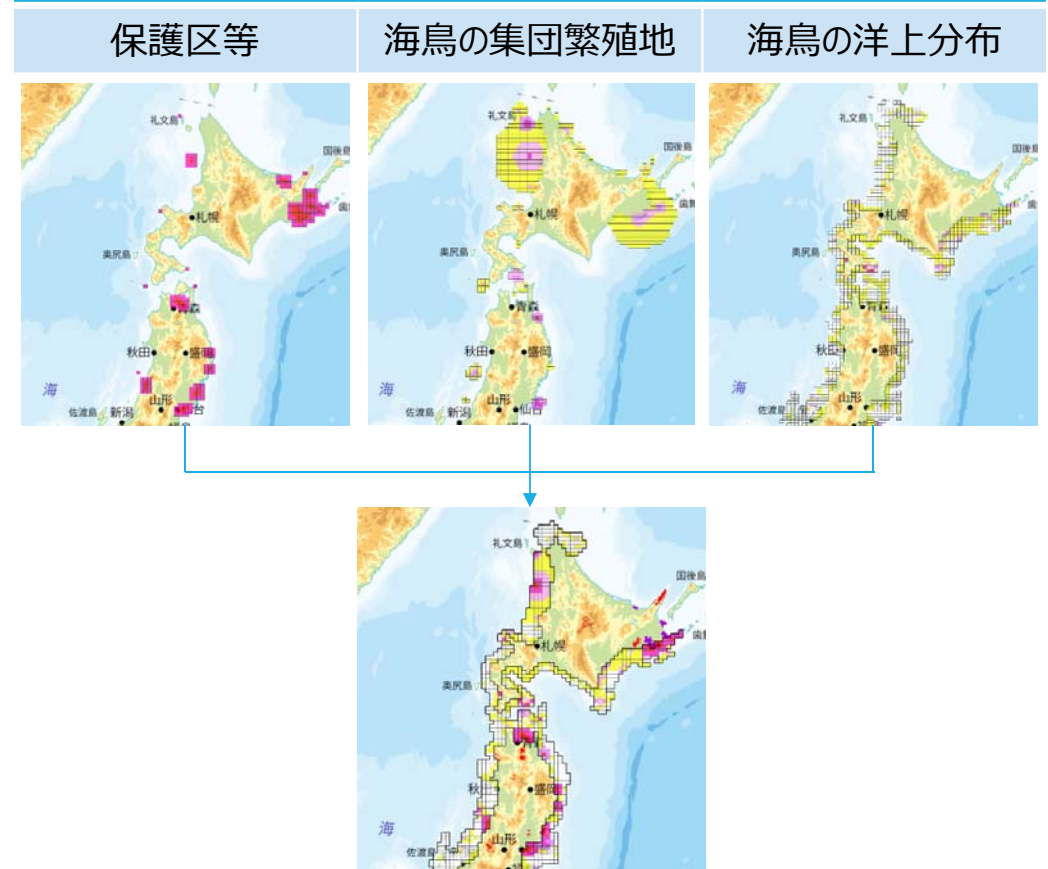 保護区等
海鳥の集団繁殖地
海鳥の洋上分布
礼文島
国後島
札幌
奥尻島
青森
秋田
盛岡
海
山形
仙台
佐渡島
新潟
礼文島
国後島
歯
札幌
奥尻島
青森
秋田
盛岡
海
山形
仙台
佐渡島
新潟
礼文島
国後島
札幌
奥尻島
青森
秋田
盛岡
海
山形
佐渡島
礼文島
国後島
札幌
奥尻島
秋
盛岡
海
山形
佐渡島